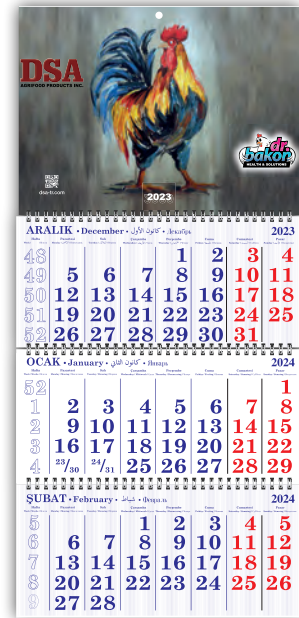 DSA
AGRIFOOD PRODUCTS INC.
dr.
bakon
HEALTH & SOLUTIONS
dsa-tr.com
2023
ARALIK • December • كانون الأول • Декабрь 2023
48 1 2 3 4
49 5 6 7 8 9 10 11
50 12 13 14 15 16 17 18
51 19 20 21 22 23 24 25
52 26 27 28 29 30 31
OCAK • January • كانون الثاني • Январь 2024
52 1
1 2 3 4 5 6 7 8
2 9 10 11 12 13 14 15
3 16 17 18 19 20 21 22
4 23/30 24/31 25 26 27 28 29
ŞUBAT • February • شباط • Февраль 2024
5 1 2 3 4 5
6 6 7 8 9 10 11 12
7 13 14 15 16 17 18 19
8 20 21 22 23 24 25 26
9 27 28